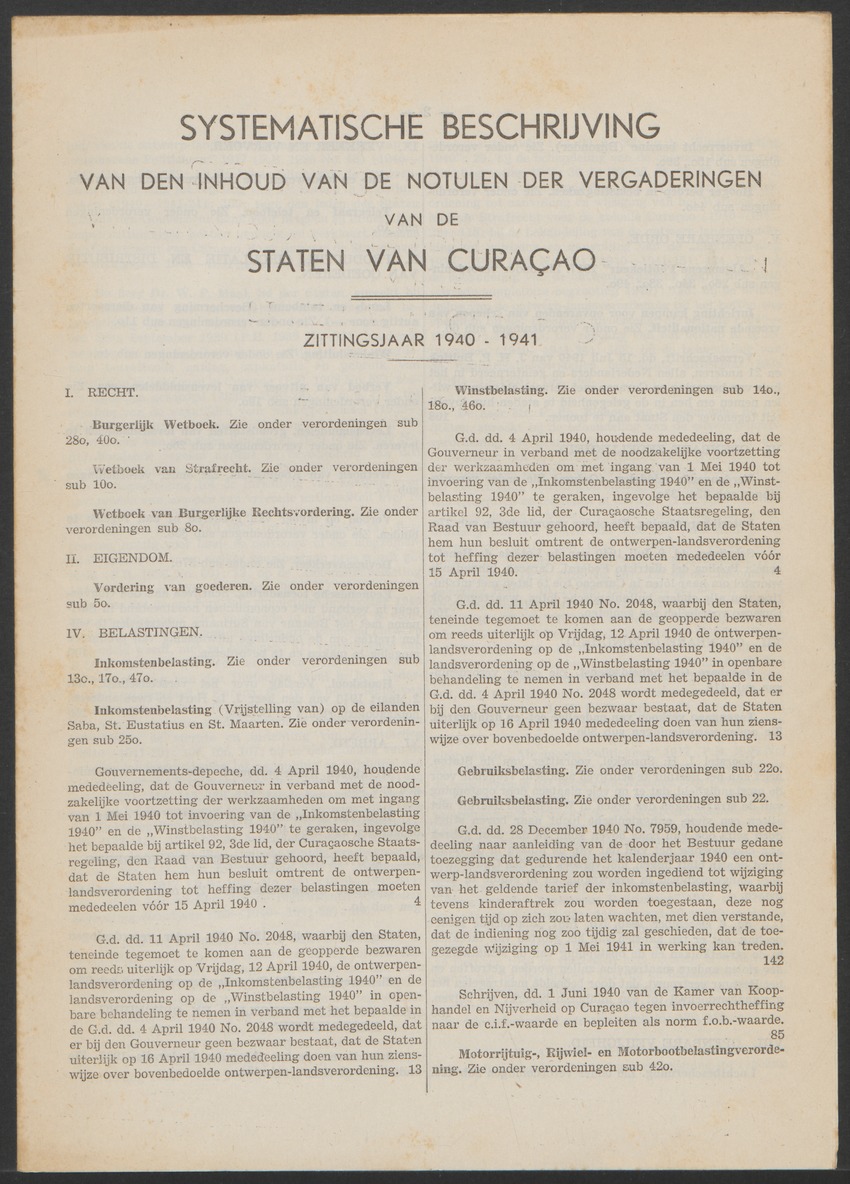 SYSTEMATISCHE BESCHRIJVING
VAN DEN INHOUD VAN DE NOTULEN DER VERGADERINGEN
VAN DE
STATEN VAN CURAÇAO
ZITTINGSJAAR 1940 - 1941
I. RECHT.
Burgerlijk Wetboek. Zie onder verordeningen sub
28o, 40o.
Wetboek van Strafrecht. Zie onder verordeningen
sub 10o.
Wetboek van Burgerlijke Rechtsvordering. Zie onder
verordeningen sub 8o.
II. EIGENDOM.
Vordering van goederen. Zie onder verordeningen
sub 5o.
IV. BELASTINGEN.
Inkomstenbelasting. Zie onder verordeningen sub
13o., 17o., 47o.
Inkomstenbelasting (Vrijstelling van) op de eilanden
Saba, St. Eustatius en St. Maarten. Zie onder verordenin-
gen sub 25o.
Gouvernements-depeche, dd. 4 April 1940, houdende
mededeeling, dat de Gouverneur in verband met de nood-
zakelijke voortzetting der werkzaamheden om met ingang
van 1 Mei 1940 tot invoering van de „Inkomstenbelasting
1940” en de „Winstbelasting 1940” te geraken, ingevolge
het bepaalde bij artikel 92, 3de lid, der Curaçaosche Staats-
regeling, den Raad van Bestuur gehoord, heeft bepaald,
dat de Staten hem hun besluit omtrent de ontwerpen-
landsverordening tot heffing dezer belastingen moeten
mededeelen vóór 15 April 1940 . 4
G.d. dd. 11 April 1940 No. 2048, waarbij den Staten,
teneinde tegemoet te komen aan de geopperde bezwaren
om reeds uiterlijk op Vrijdag, 12 April 1940, de ontwerpen-
landsverordening op de „Inkomstenbelasting 1940” en de
landsverordening op de „Winstbelasting 1940” in open-
bare behandeling te nemen in verband met het bepaalde in
de G.d. dd. 4 April 1940 No. 2048 wordt medegedeeld, dat
er bij den Gouverneur geen bezwaar bestaat, dat de Staten
uiterlijk op 16 April 1940 mededeeling doen van hun ziens-
wijze over bovenbedoelde ontwerpen-landsverordening. 13
Winstbelasting. Zie onder verordeningen sub 14o.,
18o., 46o.
G.d. dd. 4 April 1940, houdende mededeeling, dat de
Gouverneur in verband met de noodzakelijke voortzetting
der werkzaamheden om met ingang van 1 Mei 1940 tot
invoering van de „Inkomstenbelasting 1940” en de „Winst-
belasting 1940” te geraken, ingevolge het bepaalde bij
artikel 92, 3de lid, der Curaçaosche Staatsregeling, den
Raad van Bestuur gehoord, heeft bepaald, dat de Staten
hem hun besluit omtrent de ontwerpen-landsverordening
tot heffing dezer belastingen moeten mededeelen vóór
15 April 1940. 4
G.d. dd. 11 April 1940 No. 2048, waarbij den Staten,
teneinde tegemoet te komen aan de geopperde bezwaren
om reeds uiterlijk op Vrijdag, 12 April 1940 de ontwerpen-
landsverordening op de „Inkomstenbelasting 1940” en de
landsverordening op de „Winstbelasting 1940” in openbare
behandeling te nemen in verband met het bepaalde in de
G.d. dd. 4 April 1940 No. 2048 wordt medegedeeld, dat er
bij den Gouverneur geen bezwaar bestaat, dat de Staten
uiterlijk op 16 April 1940 mededeeling doen van hun ziens-
wijze over bovenbedoelde ontwerpen-landsverordening. 13
Gebruiksbelasting. Zie onder verordeningen sub 22o.
Gebruiksbelasting. Zie onder verordeningen sub 22.
G.d. dd. 28 December 1940 No. 7959, houdende mede-
deeling naar aanleiding van de door het Bestuur gedane
toezegging dat gedurende het kalenderjaar 1940 een ont-
werp-landsverordening zou worden ingediend tot wijziging
van het geldende tarief der inkomstenbelasting, waarbij
tevens kinderaftrek zou worden toegestaan, deze nog
eenigen tijd op zich zou laten wachten, met dien verstande,
dat de indiening nog zoo tijdig zal geschieden, dat de toe-
gezegde wijziging op 1 Mei 1941 in werking kan treden.
142
Schrijven, dd. 1 Juni 1940 van de Kamer van Koop-
handel en Nijverheid op Curaçao tegen invoerrechtheffing
naar de c.i.f.-waarde en bepleiten als norm f.o.b.-waarde.
85
Motorrijtuig-, Rijwiel- en Motorbootbelastingverorde-
ning. Zie onder verordeningen sub 42o.